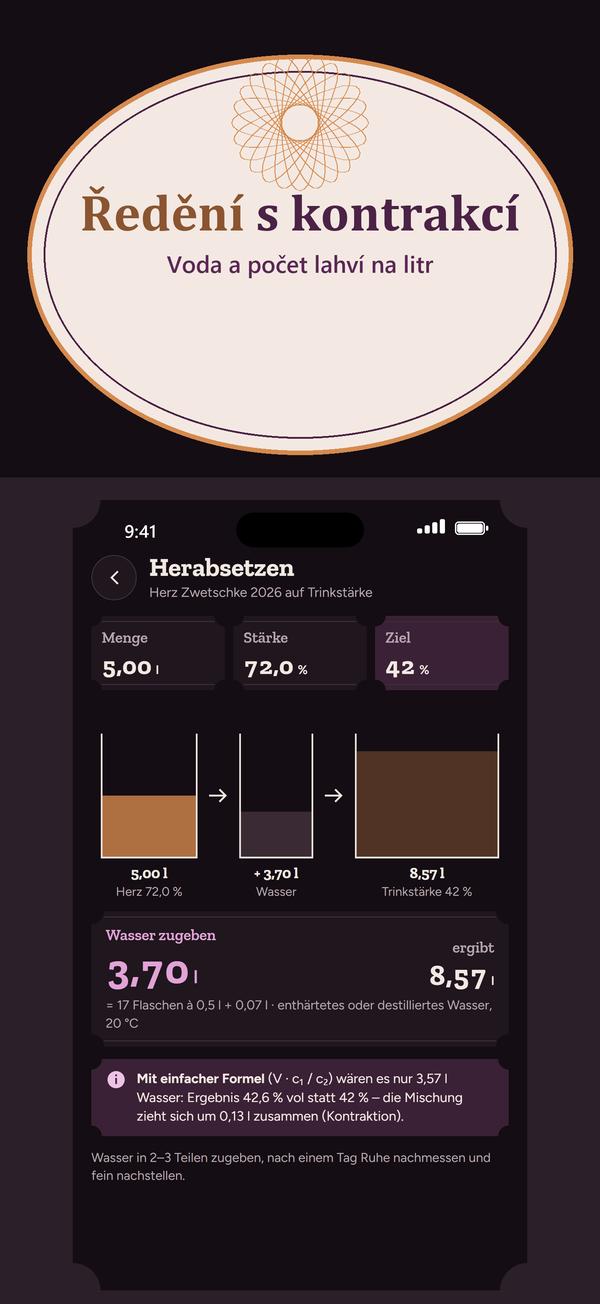 Ředění s kontrakcí
Voda a počet lahví na litr
9:41
Herabsetzen
Herz Zwetschke 2026 auf Trinkstärke
Menge
5,00 l
Stärke
72,0 %
Ziel
42 %
5,00 l
Herz 72,0 %
+ 3,70 l
Wasser
8,57 l
Trinkstärke 42 %
Wasser zugeben
3,70 l
ergibt
8,57 l
= 17 Flaschen à 0,5 l + 0,07 l · enthärtetes oder destilliertes Wasser,
20 °C
Mit einfacher Formel (V · c₁ / c₂) wären es nur 3,57 l
Wasser: Ergebnis 42,6 % vol statt 42 % – die Mischung
zieht sich um 0,13 l zusammen (Kontraktion).
Wasser in 2–3 Teilen zugeben, nach einem Tag Ruhe nachmessen und
fein nachstellen.